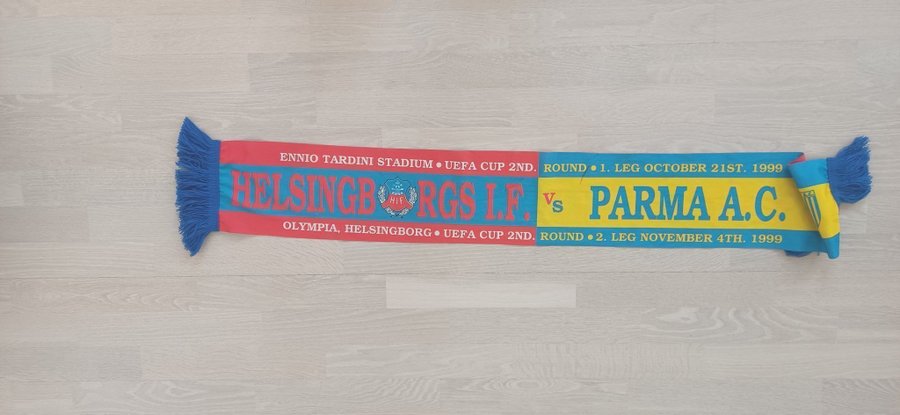 ENNIO TARDINI STADIUM • UEFA CUP 2ND. ROUND • 1. LEG OCTOBER 21ST. 1999
HELSINGBORGS I.F. VS PARMA A.C.
HIF
OLYMPIA, HELSINGBORG • UEFA CUP 2ND. ROUND • 2. LEG NOVEMBER 4TH. 1999